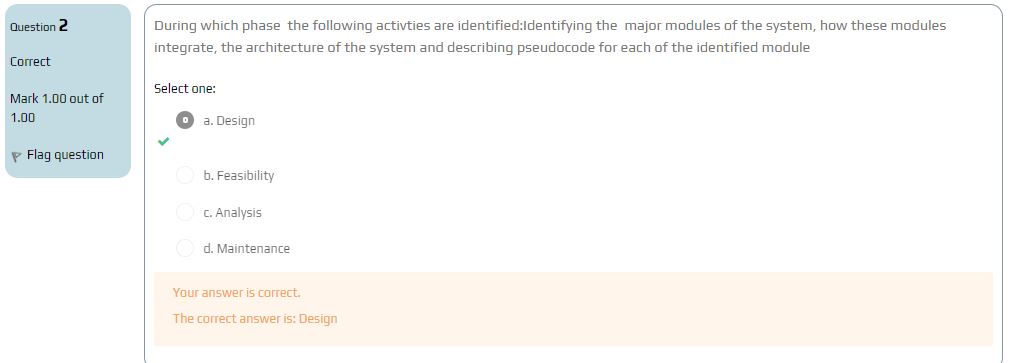 Question 2
Correct
Mark 1.00 out of
1.00
Flag question
During which phase  the following activties are identified:Identifying the  major modules of the system, how these modules
integrate, the architecture of the system and describing pseudocode for each of the identified module
Select one:
a. Design
b. Feasibility
c. Analysis
d. Maintenance
Your answer is correct.
The correct answer is: Design